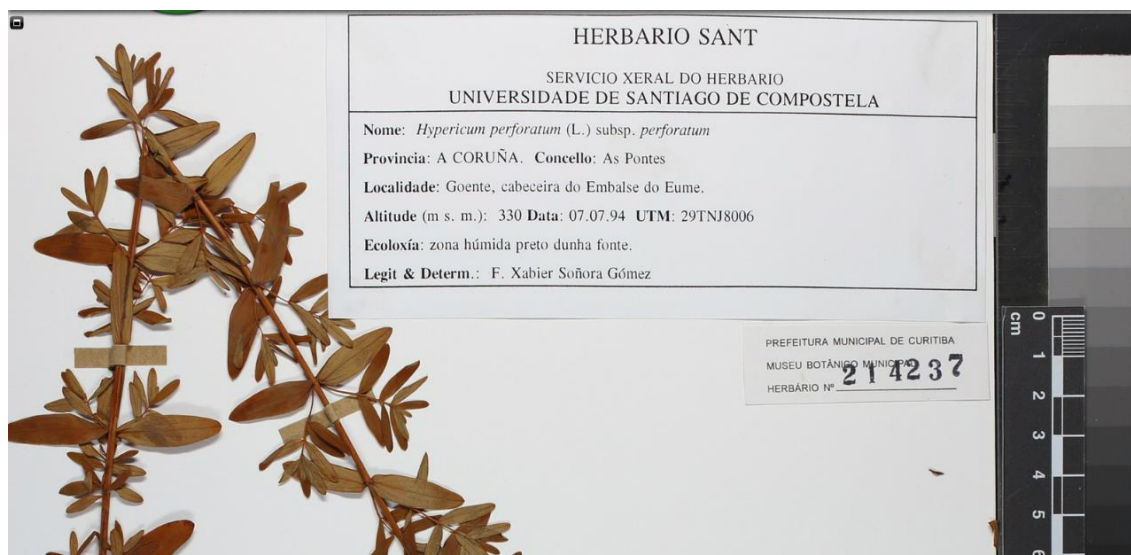 HERBARIO SANT
SERVICIO XERAL DO HERBARIO
UNIVERSIDADE DE SANTIAGO DE COMPOSTELA
Nome: Hypericum perforatum (L.) subsp. perforatum
Provincia: A CORUÑA. Concello: As Pontes
Localidade: Goente, cabeceira do Embalse do Eume.
Altitude (m s. m.): 330 Data: 07.07.94 UTM: 29TNJ8006
Ecoloxía: zona húmida preto dunha fonte.
Legit & Determ.: F. Xabier Soñora Gómez
PREFEITURA MUNICIPAL DE CURITIBA
MUSEU BOTÂNICO MUNICIPAL
HERBÁRIO Nº 214237
cm
0
1
2
3
4
5
6